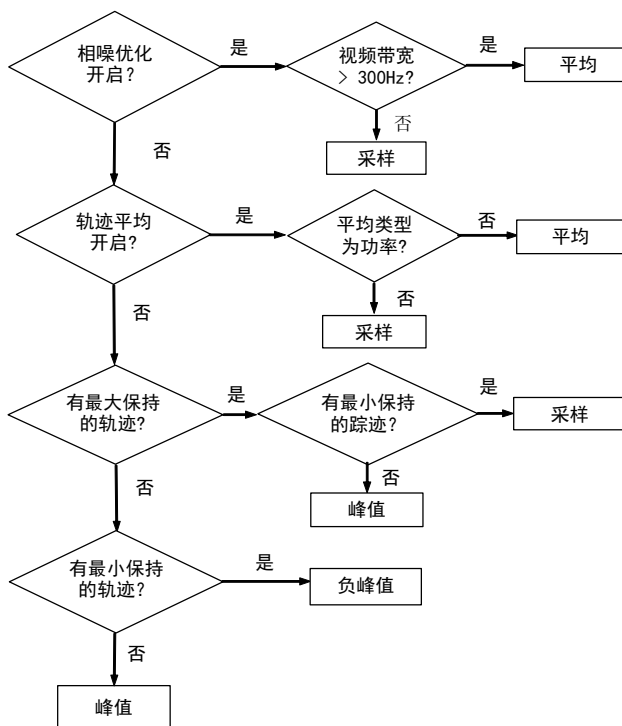 相噪优化
开启?
是
视频带宽
> 300Hz?
是
平均
否
采样
否
轨迹平均
开启?
是
平均类型
为功率?
否
平均
否
采样
否
有最大保持
的轨迹?
是
有最小保持
的踪迹?
是
采样
否
峰值
否
有最小保持
的轨迹?
是
负峰值
否
峰值